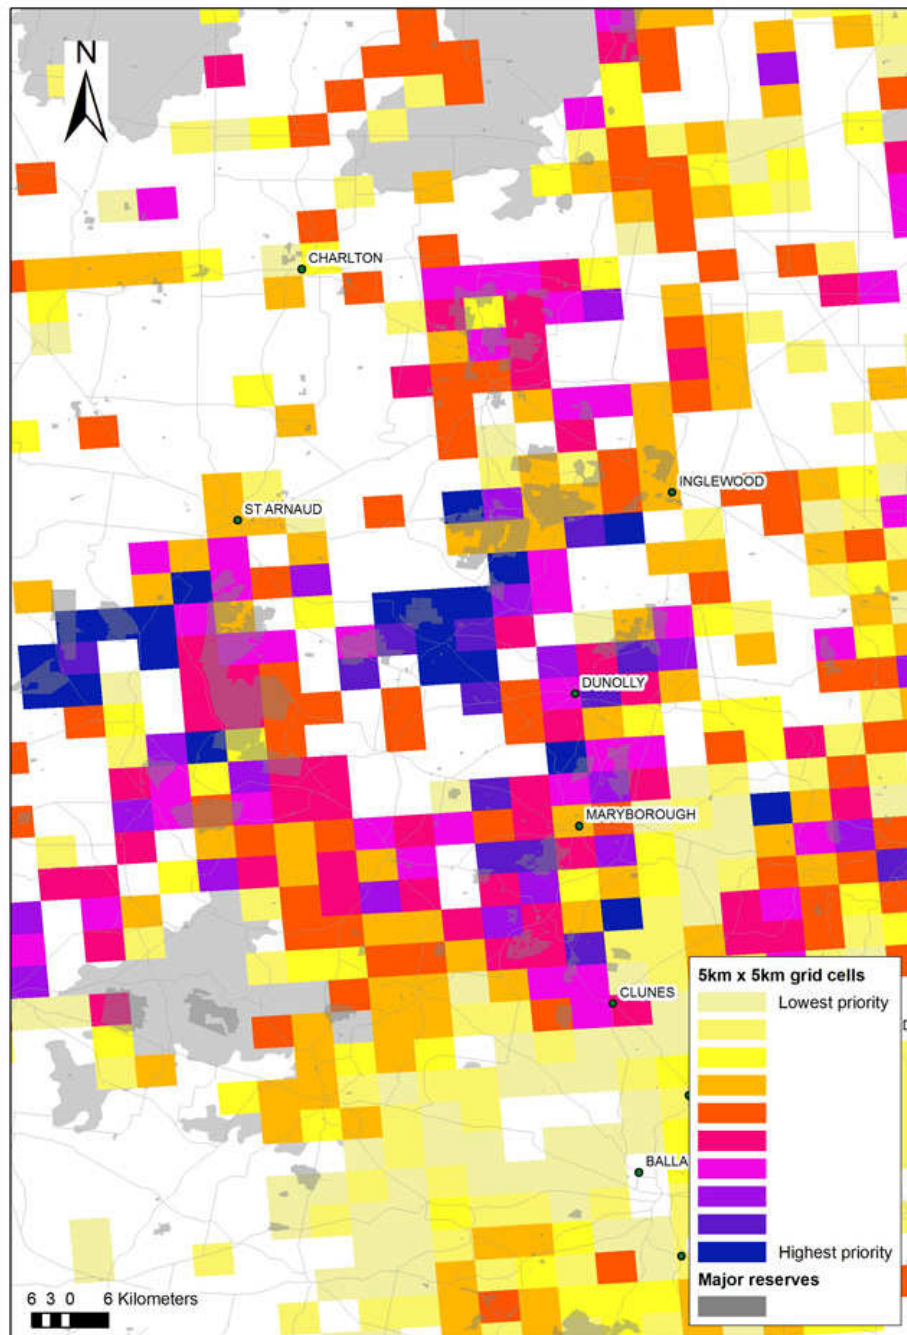 N
CHARLTON
INGLEWOOD
ST ARNAUD
DUNOLLY
MARYBOROUGH
5km x 5km grid cells
Lowest priority
CLUNES
BALLA
Highest priority
Major reserves
6 3 0 6 Kilometers